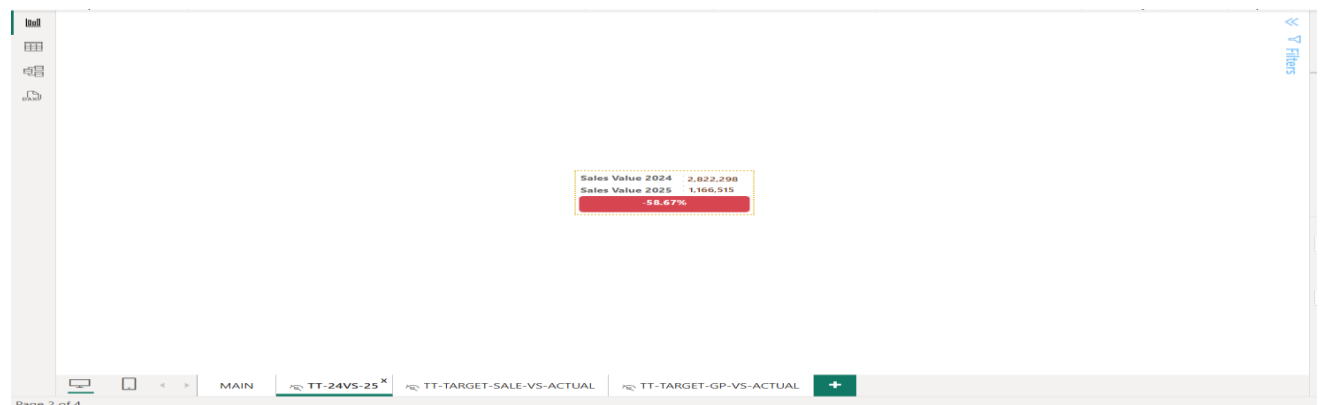 Filters
Sales Value 2024 2,822,298
Sales Value 2025 1,166,515
-58.67%
MAIN TT-24VS-25 TT-TARGET-SALE-VS-ACTUAL TT-TARGET-GP-VS-ACTUAL